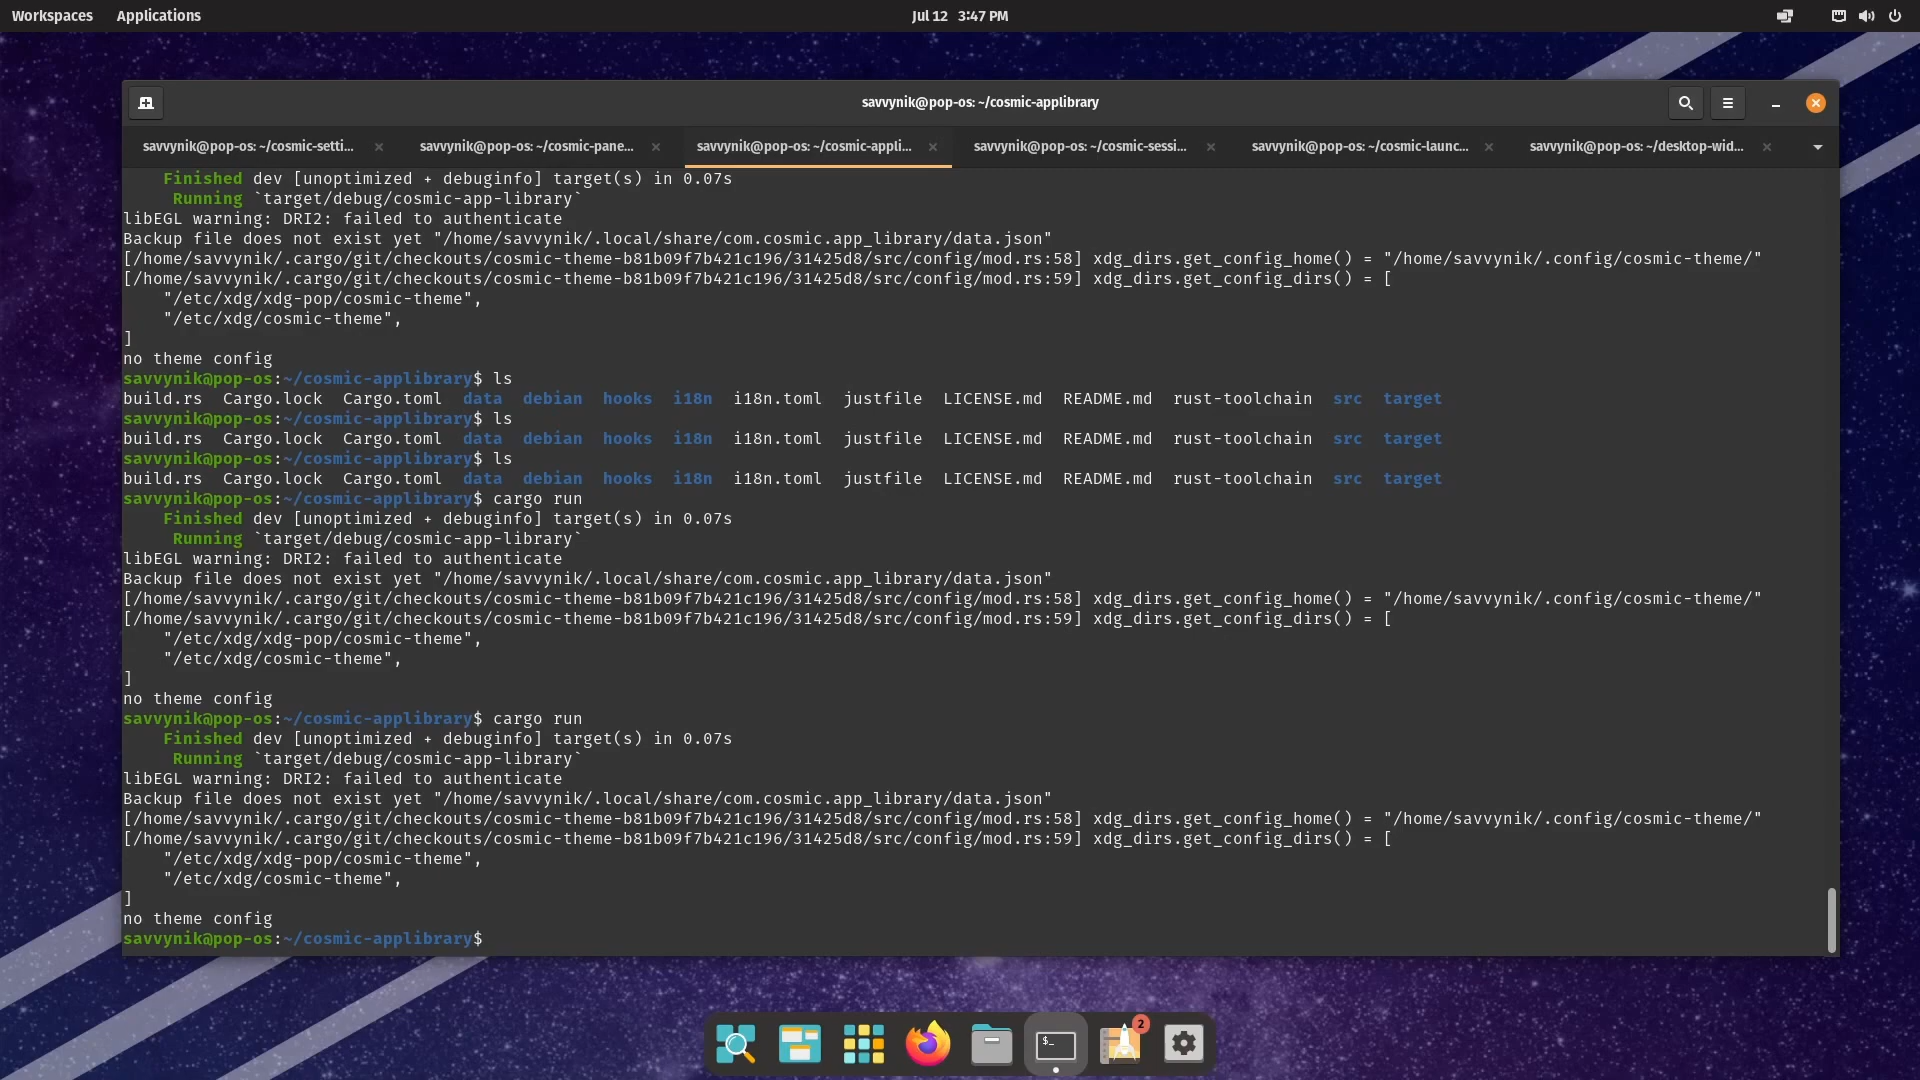 Workspaces Applications Jul 12 3:47 PM
savvynik@pop-os: ~/cosmic-applibrary
savvynik@pop-os: ~/cosmic-setti... savvynik@pop-os: ~/cosmic-pane... savvynik@pop-os: ~/cosmic-appli... savvynik@pop-os: ~/cosmic-sessi... savvynik@pop-os: ~/cosmic-launc... savvynik@pop-os: ~/desktop-wid...
Finished dev [unoptimized + debuginfo] target(s) in 0.07s
Running `target/debug/cosmic-app-library`
libEGL warning: DRI2: failed to authenticate
Backup file does not exist yet "/home/savvynik/.local/share/com.cosmic.app_library/data.json"
[/home/savvynik/.cargo/git/checkouts/cosmic-theme-b81b09f7b421c196/31425d8/src/config/mod.rs:58] xdg_dirs.get_config_home() = "/home/savvynik/.config/cosmic-theme/"
[/home/savvynik/.cargo/git/checkouts/cosmic-theme-b81b09f7b421c196/31425d8/src/config/mod.rs:59] xdg_dirs.get_config_dirs() = [
"/etc/xdg/xdg-pop/cosmic-theme",
"/etc/xdg/cosmic-theme",
]
no theme config
savvynik@pop-os:~/cosmic-applibrary$ ls
build.rs Cargo.lock Cargo.toml data debian hooks i18n i18n.toml justfile LICENSE.md README.md rust-toolchain src target
savvynik@pop-os:~/cosmic-applibrary$ ls
build.rs Cargo.lock Cargo.toml data debian hooks i18n i18n.toml justfile LICENSE.md README.md rust-toolchain src target
savvynik@pop-os:~/cosmic-applibrary$ ls
build.rs Cargo.lock Cargo.toml data debian hooks i18n i18n.toml justfile LICENSE.md README.md rust-toolchain src target
savvynik@pop-os:~/cosmic-applibrary$ cargo run
Finished dev [unoptimized + debuginfo] target(s) in 0.07s
Running `target/debug/cosmic-app-library`
libEGL warning: DRI2: failed to authenticate
Backup file does not exist yet "/home/savvynik/.local/share/com.cosmic.app_library/data.json"
[/home/savvynik/.cargo/git/checkouts/cosmic-theme-b81b09f7b421c196/31425d8/src/config/mod.rs:58] xdg_dirs.get_config_home() = "/home/savvynik/.config/cosmic-theme/"
[/home/savvynik/.cargo/git/checkouts/cosmic-theme-b81b09f7b421c196/31425d8/src/config/mod.rs:59] xdg_dirs.get_config_dirs() = [
"/etc/xdg/xdg-pop/cosmic-theme",
"/etc/xdg/cosmic-theme",
]
no theme config
savvynik@pop-os:~/cosmic-applibrary$ cargo run
Finished dev [unoptimized + debuginfo] target(s) in 0.07s
Running `target/debug/cosmic-app-library`
libEGL warning: DRI2: failed to authenticate
Backup file does not exist yet "/home/savvynik/.local/share/com.cosmic.app_library/data.json"
[/home/savvynik/.cargo/git/checkouts/cosmic-theme-b81b09f7b421c196/31425d8/src/config/mod.rs:58] xdg_dirs.get_config_home() = "/home/savvynik/.config/cosmic-theme/"
[/home/savvynik/.cargo/git/checkouts/cosmic-theme-b81b09f7b421c196/31425d8/src/config/mod.rs:59] xdg_dirs.get_config_dirs() = [
"/etc/xdg/xdg-pop/cosmic-theme",
"/etc/xdg/cosmic-theme",
]
no theme config
savvynik@pop-os:~/cosmic-applibrary$
$_ 2